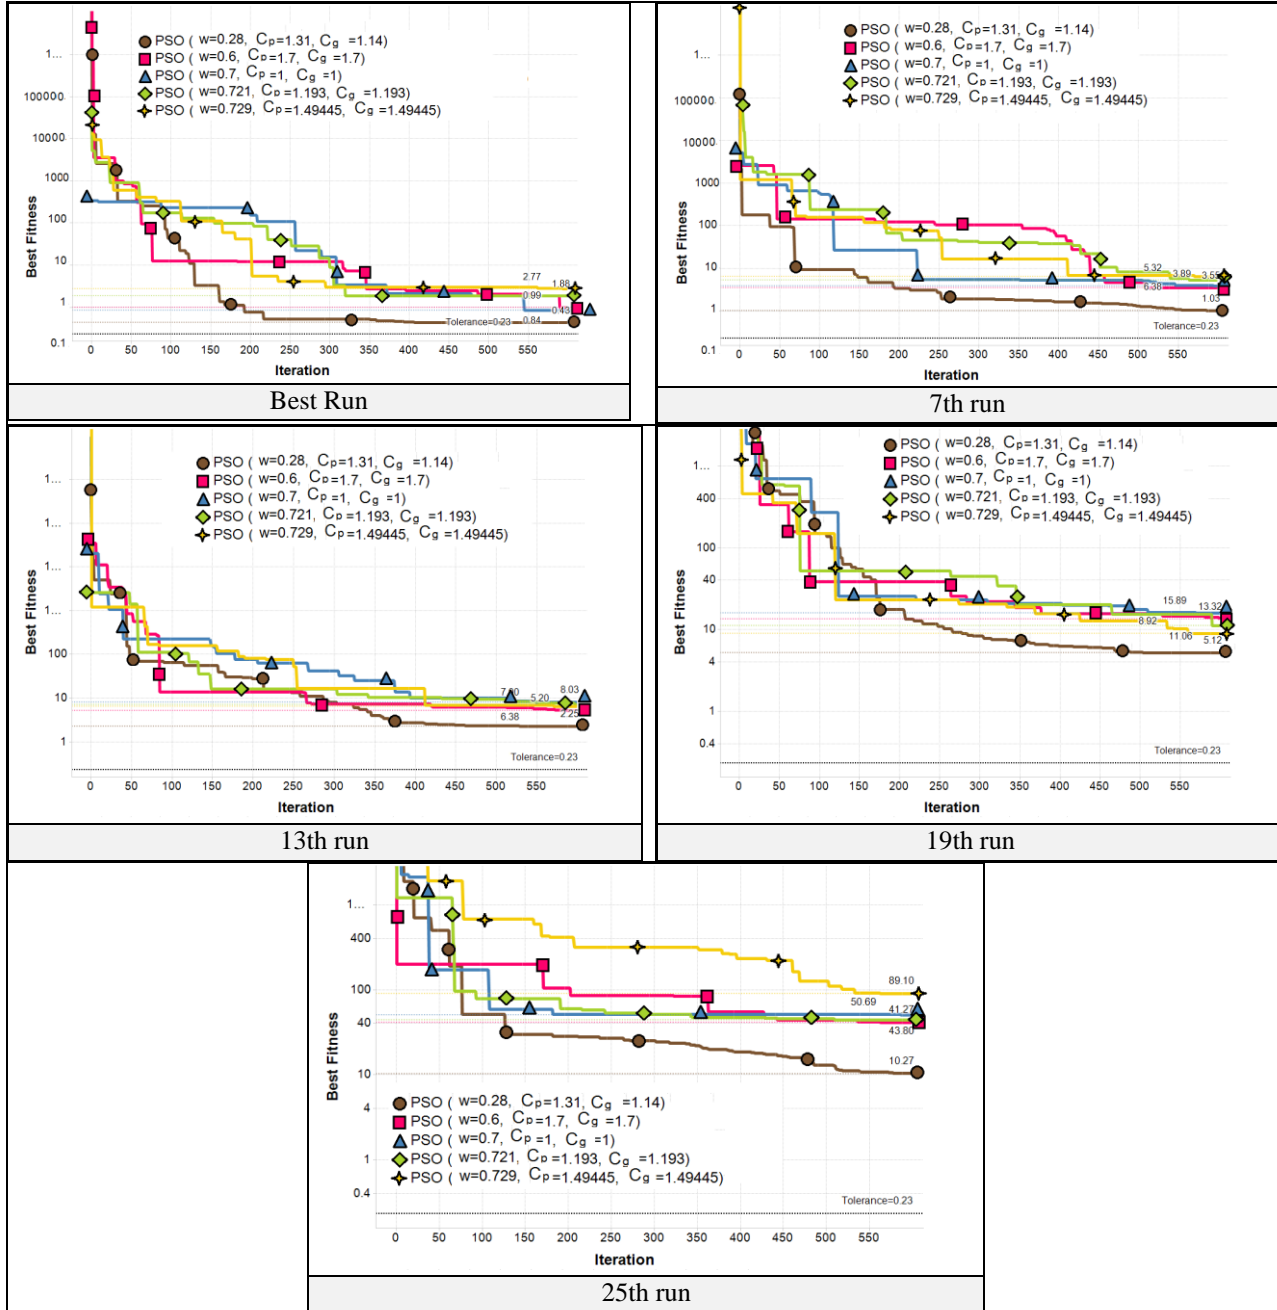 PSO ( w=0.28, Cp=1.31, Cg =1.14)
PSO ( w=0.6, Cp=1.7, Cg =1.7)
PSO ( w=0.7, Cp =1, Cg =1)
PSO ( w=0.721, Cp =1.193, Cg =1.193)
PSO ( w=0.729, Cp =1.49445, Cg =1.49445)
1...
100000
10000
1000
100
10
1
0.1
Best Fitness
2.77
1.88
0.99
0.43
0.84
Tolerance=0.23
0 50 100 150 200 250 300 350 400 450 500 550
Iteration
Best Run
PSO ( w=0.28, Cp=1.31, Cg =1.14)
PSO ( w=0.6, Cp=1.7, Cg =1.7)
PSO ( w=0.7, Cp =1, Cg =1)
PSO ( w=0.721, Cp =1.193, Cg =1.193)
PSO ( w=0.729, Cp =1.49445, Cg =1.49445)
1...
100000
10000
1000
100
10
1
0.1
Best Fitness
5.32
3.89
3.55
6.38
1.03
Tolerance=0.23
0 50 100 150 200 250 300 350 400 450 500 550
Iteration
7th run
PSO ( w=0.28, Cp=1.31, Cg =1.14)
PSO ( w=0.6, Cp=1.7, Cg =1.7)
PSO ( w=0.7, Cp =1, Cg =1)
PSO ( w=0.721, Cp =1.193, Cg =1.193)
PSO ( w=0.729, Cp =1.49445, Cg =1.49445)
1...
1...
1...
1...
100
10
1
Best Fitness
8.03
5.20
6.38
2.25
Tolerance=0.23
0 50 100 150 200 250 300 350 400 450 500 550
Iteration
13th run
PSO ( w=0.28, Cp=1.31, Cg =1.14)
PSO ( w=0.6, Cp=1.7, Cg =1.7)
PSO ( w=0.7, Cp =1, Cg =1)
PSO ( w=0.721, Cp =1.193, Cg =1.193)
PSO ( w=0.729, Cp =1.49445, Cg =1.49445)
1...
400
100
40
10
4
1
0.4
Best Fitness
15.89
13.32
8.92
11.06
5.12
Tolerance=0.23
0 50 100 150 200 250 300 350 400 450 500 550
Iteration
19th run
1...
400
100
40
10
4
1
0.4
Best Fitness
89.10
50.69
41.27
43.80
10.27
PSO ( w=0.28, Cp=1.31, Cg =1.14)
PSO ( w=0.6, Cp=1.7, Cg =1.7)
PSO ( w=0.7, Cp =1, Cg =1)
PSO ( w=0.721, Cp =1.193, Cg =1.193)
PSO ( w=0.729, Cp =1.49445, Cg =1.49445)
Tolerance=0.23
0 50 100 150 200 250 300 350 400 450 500 550
Iteration
25th run